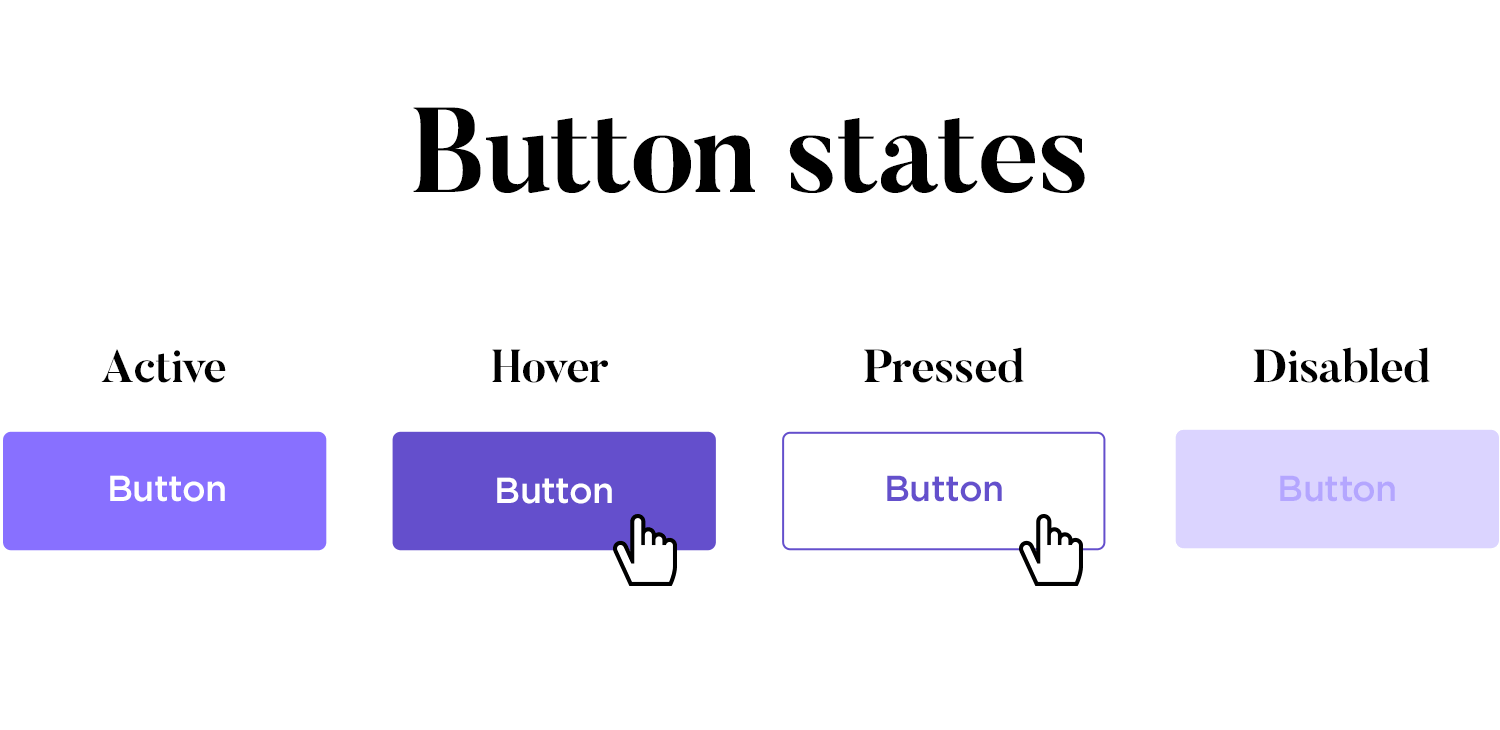 Button states
Active
Hover
Pressed
Disabled
Button
Button
Button
Button